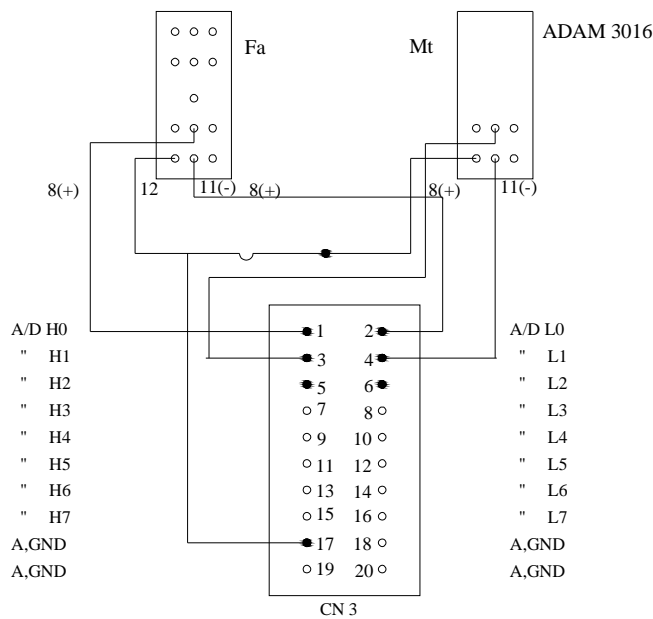 Fa Mt ADAM 3016
8(+) 12 11(-) 8(+) 8(+) 11(-)
A/D H0 1 2 A/D L0
" H1 3 4 " L1
" H2 5 6 " L2
" H3 7 8 " L3
" H4 9 10 " L4
" H5 11 12 " L5
" H6 13 14 " L6
" H7 15 16 " L7
A,GND 17 18 A,GND
A,GND 19 20 A,GND
CN 3